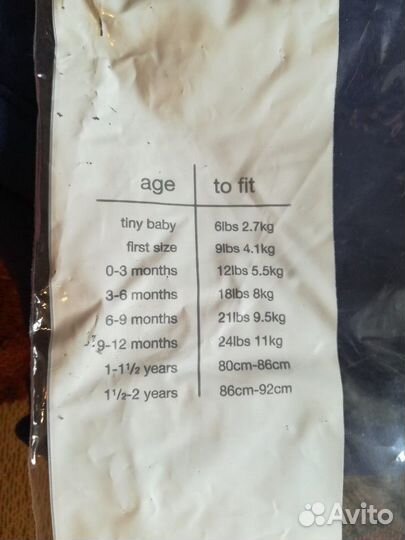 age to fit
tiny baby 6lbs 2.7kg
first size 9lbs 4.1kg
0-3 months 12lbs 5.5kg
3-6 months 18lbs 8kg
6-9 months 21lbs 9.5kg
9-12 months 24lbs 11kg
1-11/2 years 80cm-86cm
11/2-2 years 86cm-92cm
Avito